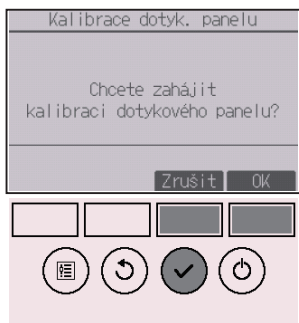 Kalibrace dotyk. panelu
Chcete zahájit
kalibraci dotykového panelu?
Zrušit OK